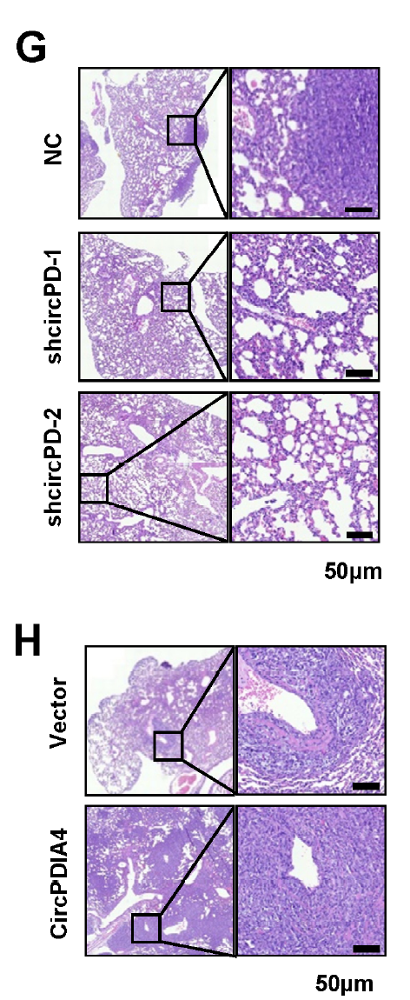 G
NC
shcircPD-1
shcircPD-2
50μm
H
Vector
CircPDIA4
50μm